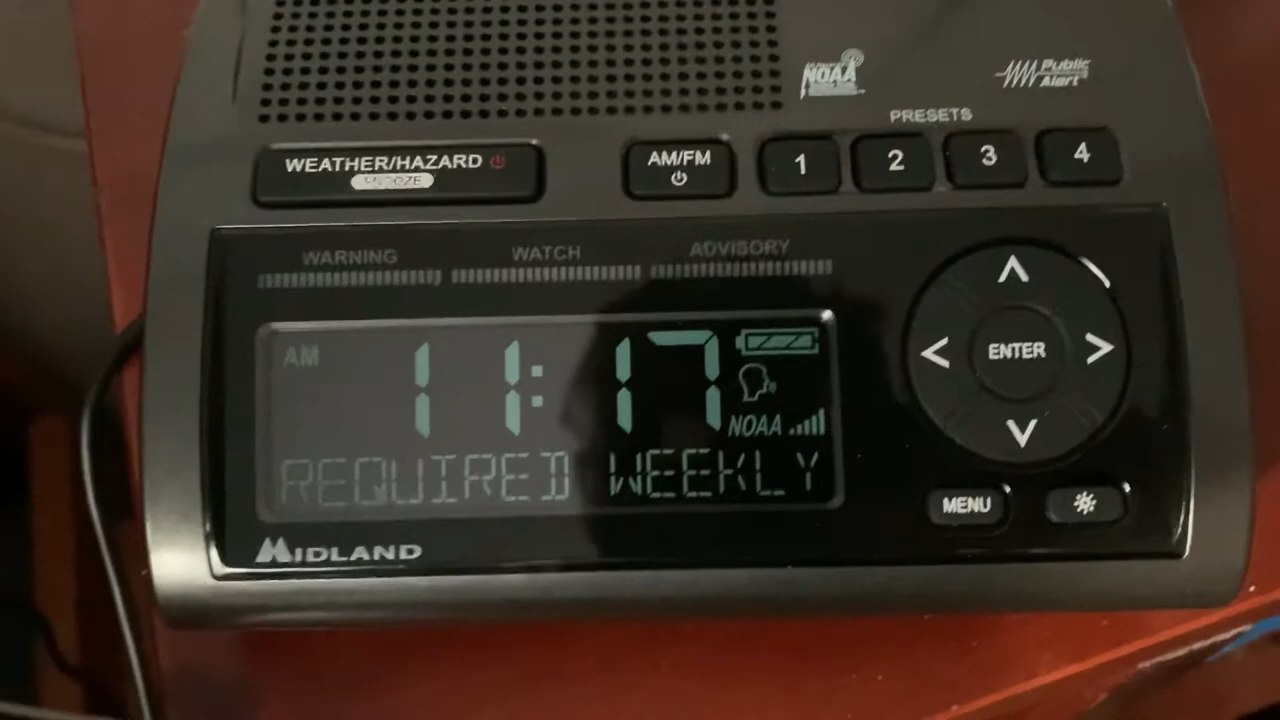 NOAA
Public
Alert
PRESETS
WEATHER/HAZARD
SNOOZE
AM/FM
1
2
3
4
WARNING
WATCH
ADVISORY
AM
11:17
NOAA
REQUIRED WEEKLY
ENTER
MENU
MIDLAND